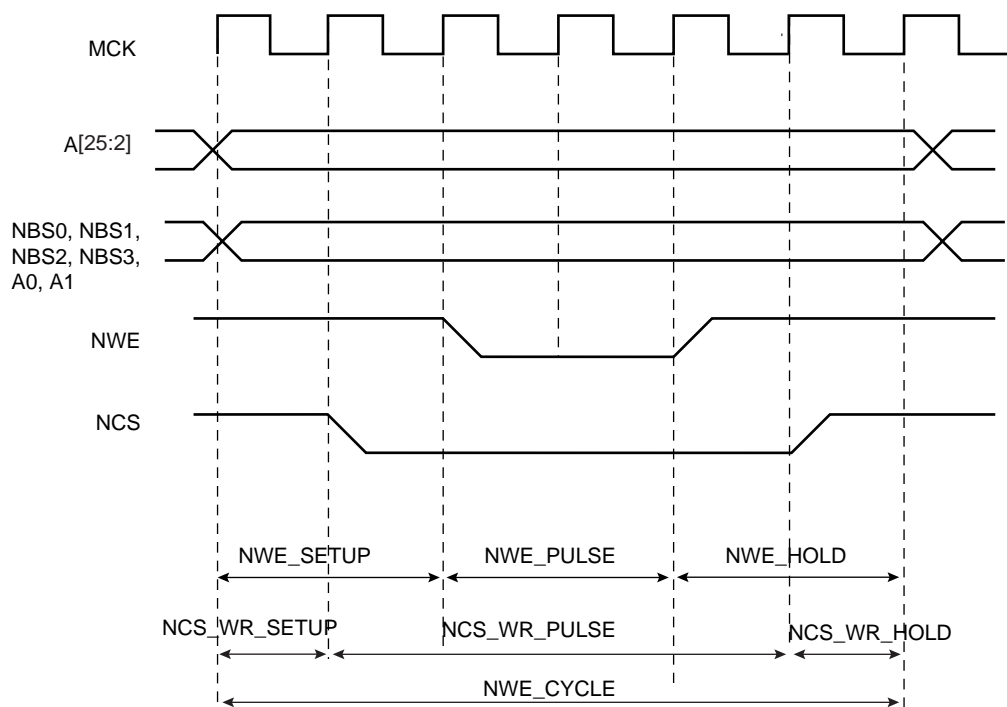 MCK
A[25:2]
NBS0, NBS1,
NBS2, NBS3,
A0, A1
NWE
NCS
NWE_SETUP NWE_PULSE NWE_HOLD
NCS_WR_SETUP NCS_WR_PULSE NCS_WR_HOLD
NWE_CYCLE